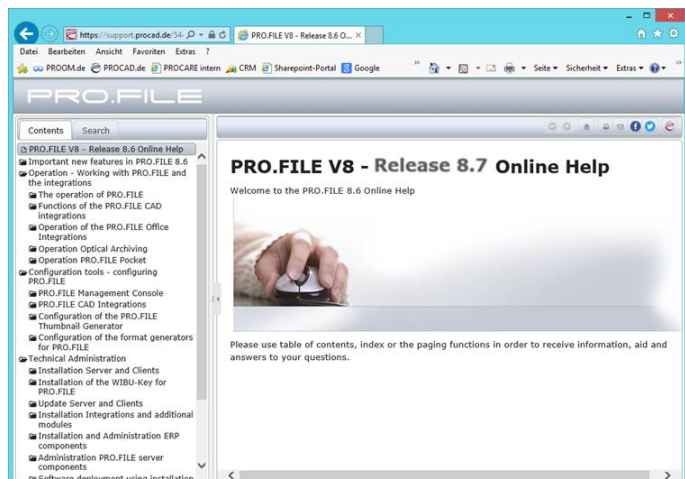 https://support.procad.de/54
PRO.FILE V8 - Release 8.6 O...
Datei Bearbeiten Ansicht Favoriten Extras ?
PROOM.de PROCAD.de PROCARE intern CRM Sharepoint-Portal Google Seite Sicherheit Extras
PRO.FILE
Contents Search
PRO.FILE V8 - Release 8.6 Online Help
Important new features in PRO.FILE 8.6
Operation - Working with PRO.FILE and
the integrations
The operation of PRO.FILE
Functions of the PRO.FILE CAD
integrations
Operation of the PRO.FILE Office
Integrations
Operation Optical Archiving
Operation PRO.FILE Pocket
Configuration tools - configuring
PRO.FILE
PRO.FILE Management Console
PRO.FILE CAD Integrations
Configuration of the PRO.FILE
Thumbnail Generator
Configuration of the format generators
for PRO.FILE
Technical Administration
Installation Server and Clients
Installation of the WIBU-Key for
PRO.FILE
Update Server and Clients
Installation Integrations and additional
modules
Installation and Administration ERP
components
Administration PRO.FILE server
components
Software deployment using installation
PRO.FILE V8 - Release 8.7 Online Help
Welcome to the PRO.FILE 8.6 Online Help
Please use table of contents, index or the paging functions in order to receive information, aid and
answers to your questions.